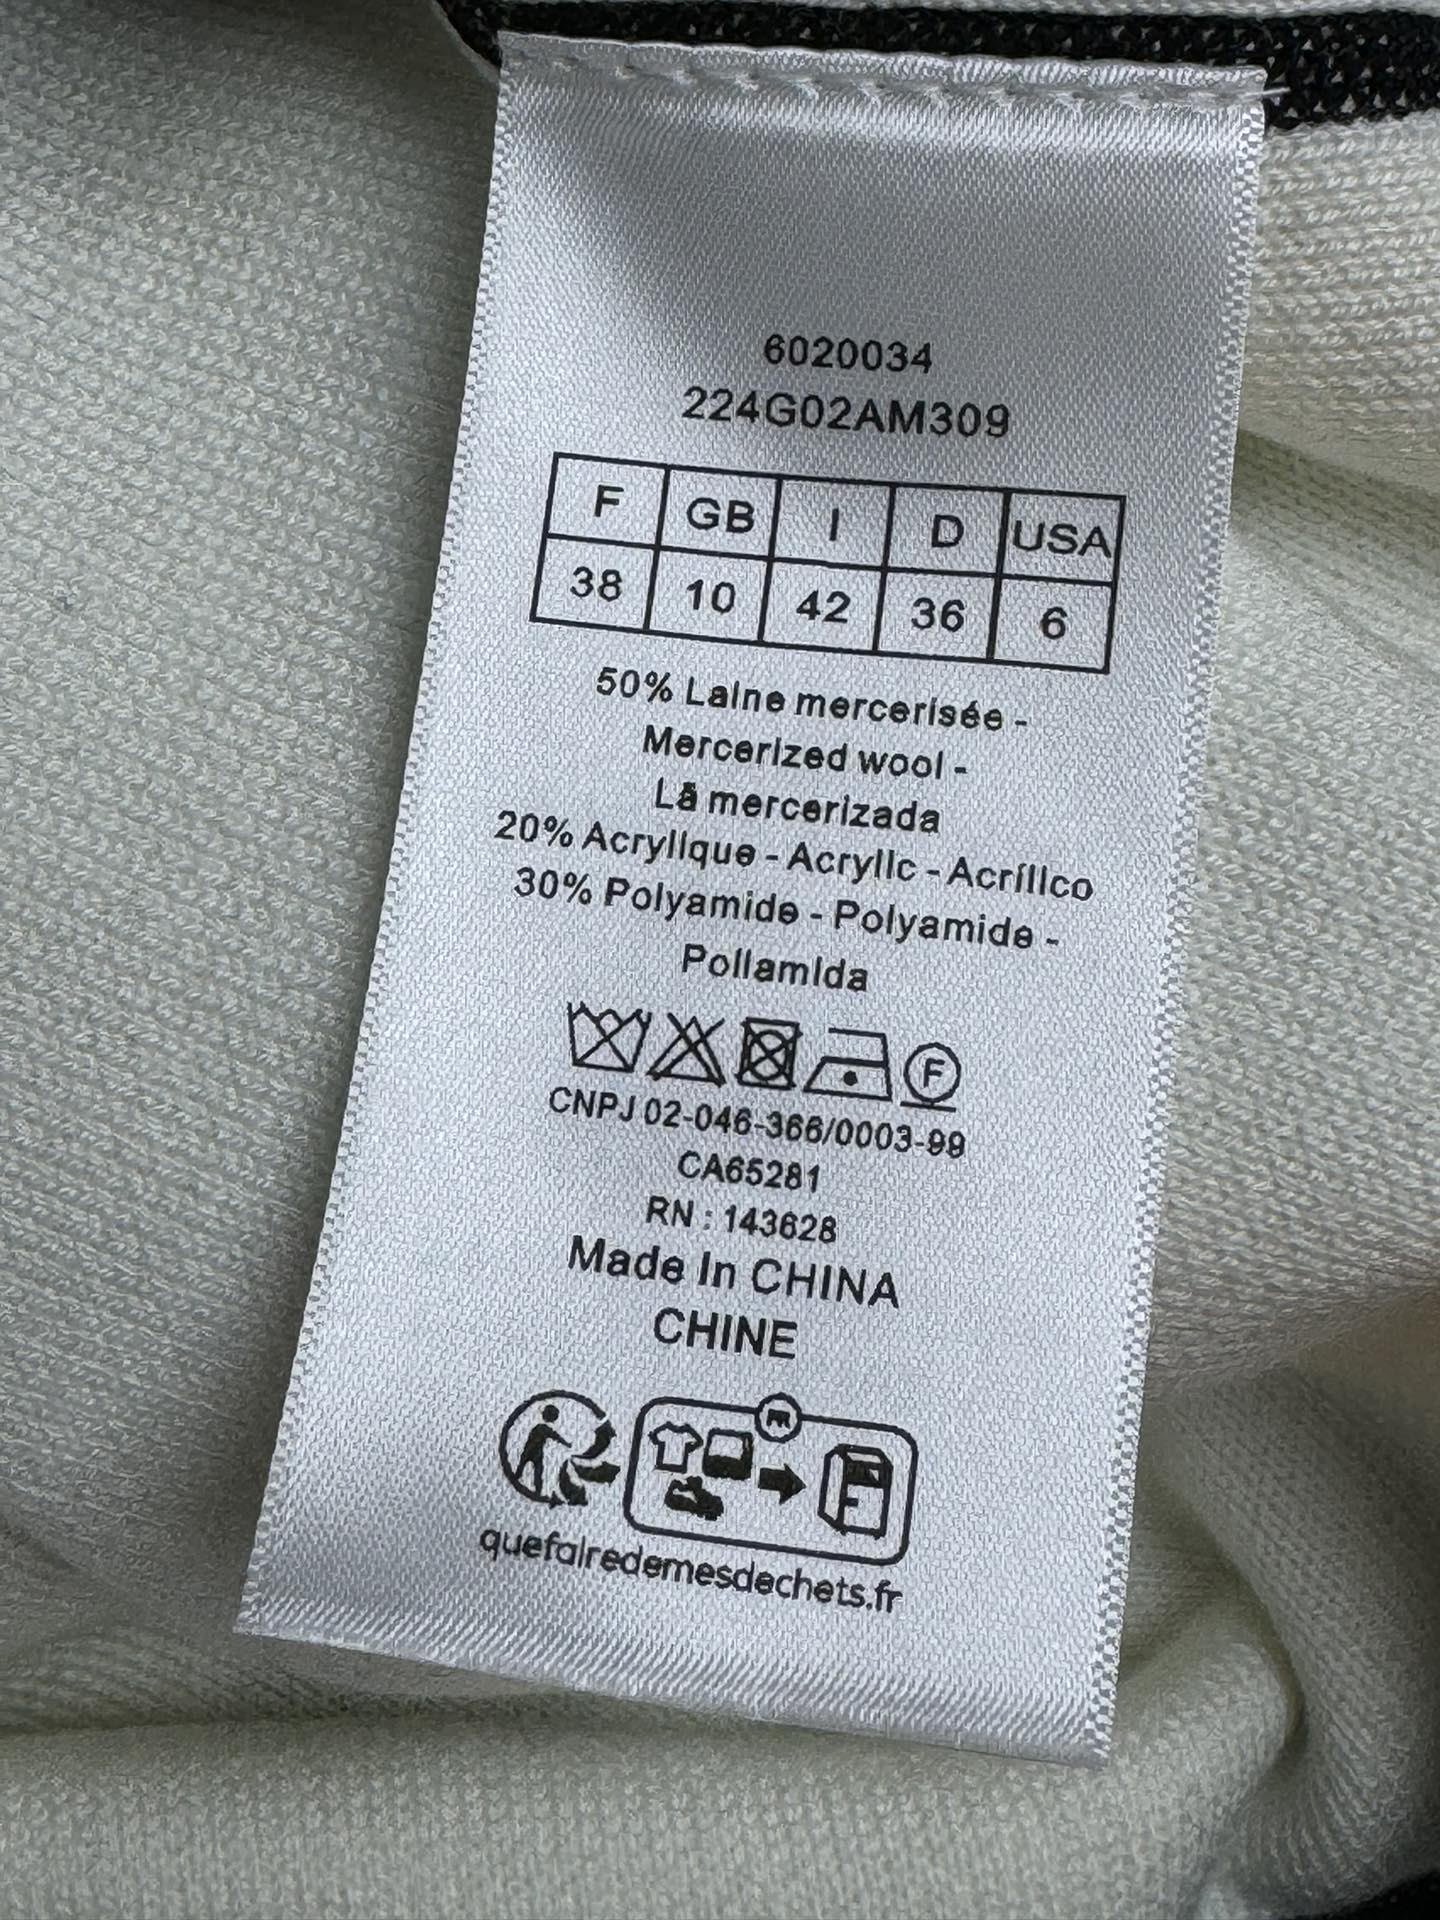 6020034
224G02AM309
F GB I D USA
38 10 42 36 6
50% Laine mercerisée -
Mercerized wool -
Lã mercerizada
20% Acrylique - Acrylic - Acrílico
30% Polyamide - Polyamide -
Poliamida
F
CNPJ 02-046-366/0003-99
CA65281
RN : 143628
Made in CHINA
CHINE
FR
quefairedemesdechets.fr